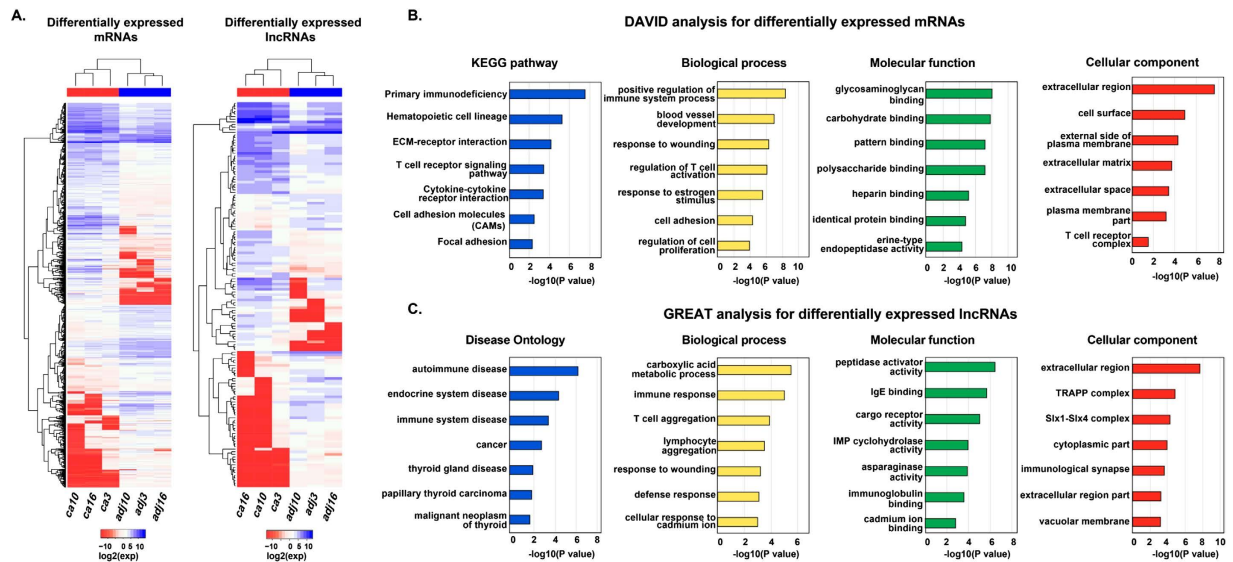 A.
Differentially expressed
mRNAs
Differentially expressed
lncRNAs
ca10
ca16
ca3
adj10
adj3
adj16
ca16
ca10
ca3
adj10
adj3
adj16
-10 0 5 10
log2(exp)
-10 0 5 10
log2(exp)
B.
DAVID analysis for differentially expressed mRNAs
KEGG pathway
Primary immunodeficiency
Hematopoietic cell lineage
ECM-receptor interaction
T cell receptor signaling
pathway
Cytokine-cytokine
receptor interaction
Cell adhesion molecules
(CAMs)
Focal adhesion
0 2 4 6 8
-log10(P value)
Biological process
positive regulation of
immune system process
blood vessel
development
response to wounding
regulation of T cell
activation
response to estrogen
stimulus
cell adhesion
regulation of cell
proliferation
0 2 4 6 8 10
-log10(P value)
Molecular function
glycosaminoglycan
binding
carbohydrate binding
pattern binding
polysaccharide binding
heparin binding
identical protein binding
erine-type
endopeptidase activity
0 2 4 6 8 10
-log10(P value)
Cellular component
extracellular region
cell surface
external side of
plasma membrane
extracellular matrix
extracellular space
plasma membrane
part
T cell receptor
complex
0 2 4 6 8
-log10(P value)
C.
GREAT analysis for differentially expressed lncRNAs
Disease Ontology
autoimmune disease
endocrine system disease
immune system disease
cancer
thyroid gland disease
papillary thyroid carcinoma
malignant neoplasm
of thyroid
0 2 4 6 8
-log10(P value)
Biological process
carboxylic acid
metabolic process
immune response
T cell aggregation
lymphocyte
aggregation
response to wounding
defense response
cellular response to
cadmium ion
0 2 4 6
-log10(P value)
Molecular function
peptidase activator
activity
IgE binding
cargo receptor
activity
IMP cyclohydrolase
activity
asparaginase
activity
immunoglobulin
binding
cadmium ion
binding
0 2 4 6 8
-log10(P value)
Cellular component
extracellular region
TRAPP complex
Slx1-Slx4 complex
cytoplasmic part
immunological synapse
extracellular region part
vacuolar membrane
0 2 4 6 8 10
-log10(P value)